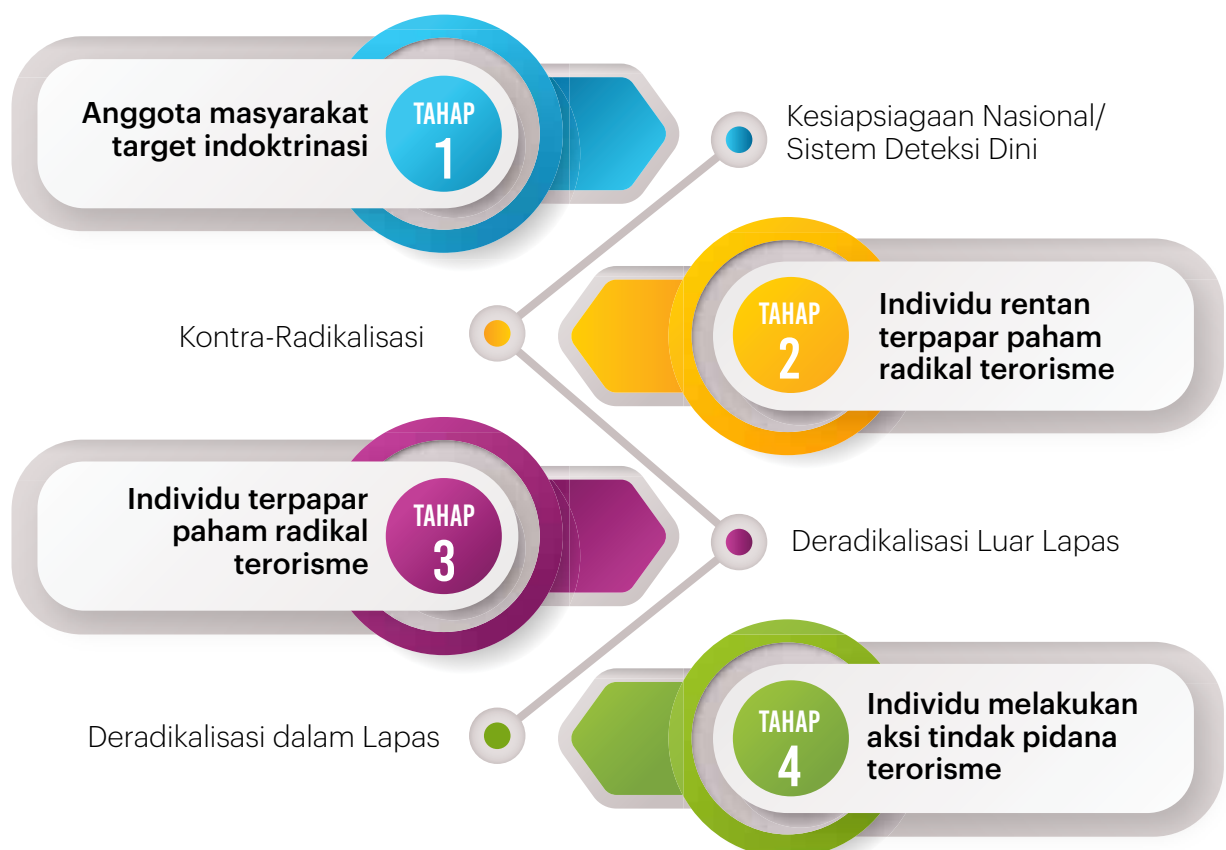 Anggota masyarakat
target indoktrinasi
TAHAP
1
Kesiapsiagaan Nasional/
Sistem Deteksi Dini
Kontra-Radikalisasi
TAHAP
2
Individu rentan
terpapar paham
radikal terorisme
Individu terpapar
paham radikal
terorisme
TAHAP
3
Deradikalisasi Luar Lapas
Deradikalisasi dalam Lapas
TAHAP
4
Individu melakukan
aksi tindak pidana
terorisme